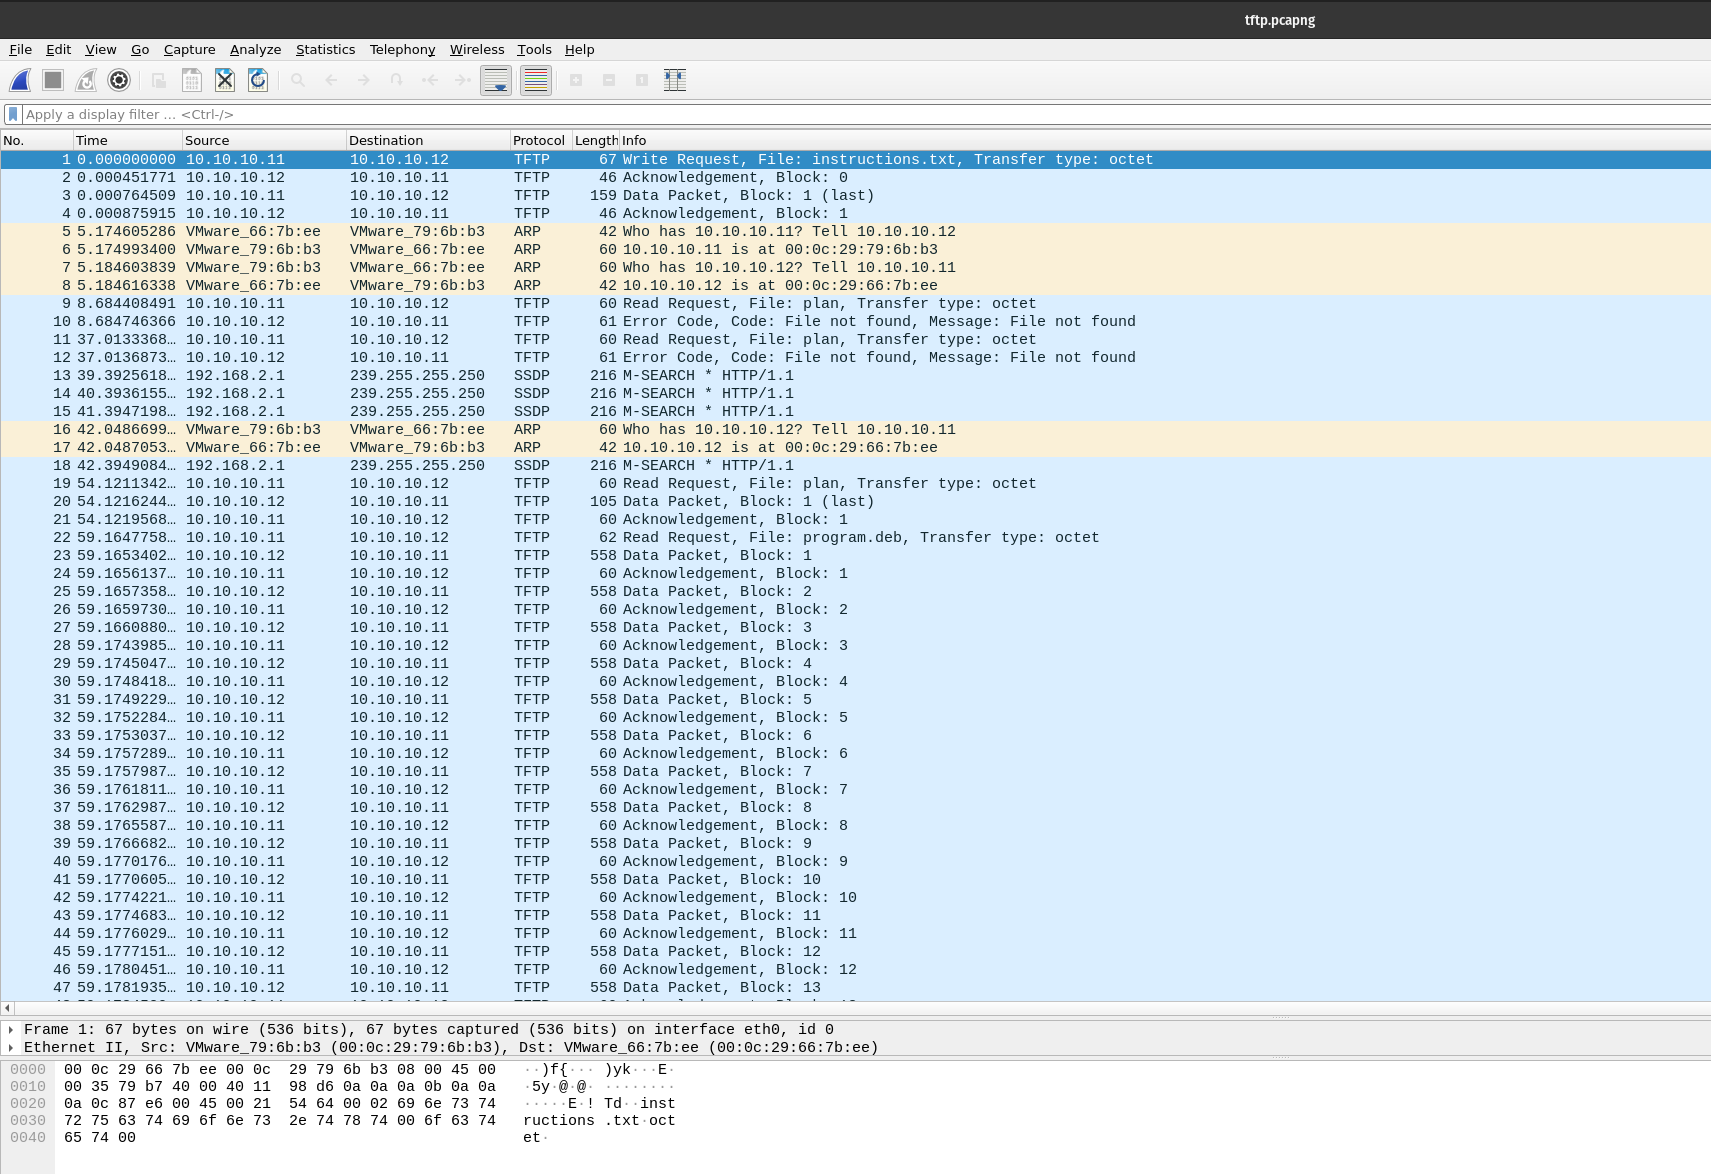 tftp.pcapng
File Edit View Go Capture Analyze Statistics Telephony Wireless Tools Help
Apply a display filter … <Ctrl-/>
No. Time Source Destination Protocol Length Info
1 0.000000000 10.10.10.11 10.10.10.12 TFTP 67 Write Request, File: instructions.txt, Transfer type: octet
2 0.000451771 10.10.10.12 10.10.10.11 TFTP 46 Acknowledgement, Block: 0
3 0.000764509 10.10.10.11 10.10.10.12 TFTP 159 Data Packet, Block: 1 (last)
4 0.000875915 10.10.10.12 10.10.10.11 TFTP 46 Acknowledgement, Block: 1
5 5.174605286 VMware_66:7b:ee VMware_79:6b:b3 ARP 42 Who has 10.10.10.11? Tell 10.10.10.12
6 5.174993400 VMware_79:6b:b3 VMware_66:7b:ee ARP 60 10.10.10.11 is at 00:0c:29:79:6b:b3
7 5.184603839 VMware_79:6b:b3 VMware_66:7b:ee ARP 60 Who has 10.10.10.12? Tell 10.10.10.11
8 5.184616338 VMware_66:7b:ee VMware_79:6b:b3 ARP 42 10.10.10.12 is at 00:0c:29:66:7b:ee
9 8.684408491 10.10.10.11 10.10.10.12 TFTP 60 Read Request, File: plan, Transfer type: octet
10 8.684746366 10.10.10.12 10.10.10.11 TFTP 61 Error Code, Code: File not found, Message: File not found
11 37.0133368… 10.10.10.11 10.10.10.12 TFTP 60 Read Request, File: plan, Transfer type: octet
12 37.0136873… 10.10.10.12 10.10.10.11 TFTP 61 Error Code, Code: File not found, Message: File not found
13 39.3925618… 192.168.2.1 239.255.255.250 SSDP 216 M-SEARCH * HTTP/1.1
14 40.3936155… 192.168.2.1 239.255.255.250 SSDP 216 M-SEARCH * HTTP/1.1
15 41.3947198… 192.168.2.1 239.255.255.250 SSDP 216 M-SEARCH * HTTP/1.1
16 42.0486699… VMware_79:6b:b3 VMware_66:7b:ee ARP 60 Who has 10.10.10.12? Tell 10.10.10.11
17 42.0487053… VMware_66:7b:ee VMware_79:6b:b3 ARP 42 10.10.10.12 is at 00:0c:29:66:7b:ee
18 42.3949084… 192.168.2.1 239.255.255.250 SSDP 216 M-SEARCH * HTTP/1.1
19 54.1211342… 10.10.10.11 10.10.10.12 TFTP 60 Read Request, File: plan, Transfer type: octet
20 54.1216244… 10.10.10.12 10.10.10.11 TFTP 105 Data Packet, Block: 1 (last)
21 54.1219568… 10.10.10.11 10.10.10.12 TFTP 60 Acknowledgement, Block: 1
22 59.1647758… 10.10.10.11 10.10.10.12 TFTP 62 Read Request, File: program.deb, Transfer type: octet
23 59.1653402… 10.10.10.12 10.10.10.11 TFTP 558 Data Packet, Block: 1
24 59.1656137… 10.10.10.11 10.10.10.12 TFTP 60 Acknowledgement, Block: 1
25 59.1657358… 10.10.10.12 10.10.10.11 TFTP 558 Data Packet, Block: 2
26 59.1659730… 10.10.10.11 10.10.10.12 TFTP 60 Acknowledgement, Block: 2
27 59.1660880… 10.10.10.12 10.10.10.11 TFTP 558 Data Packet, Block: 3
28 59.1743985… 10.10.10.11 10.10.10.12 TFTP 60 Acknowledgement, Block: 3
29 59.1745047… 10.10.10.12 10.10.10.11 TFTP 558 Data Packet, Block: 4
30 59.1748418… 10.10.10.11 10.10.10.12 TFTP 60 Acknowledgement, Block: 4
31 59.1749229… 10.10.10.12 10.10.10.11 TFTP 558 Data Packet, Block: 5
32 59.1752284… 10.10.10.11 10.10.10.12 TFTP 60 Acknowledgement, Block: 5
33 59.1753037… 10.10.10.12 10.10.10.11 TFTP 558 Data Packet, Block: 6
34 59.1757289… 10.10.10.11 10.10.10.12 TFTP 60 Acknowledgement, Block: 6
35 59.1757987… 10.10.10.12 10.10.10.11 TFTP 558 Data Packet, Block: 7
36 59.1761811… 10.10.10.11 10.10.10.12 TFTP 60 Acknowledgement, Block: 7
37 59.1762987… 10.10.10.12 10.10.10.11 TFTP 558 Data Packet, Block: 8
38 59.1765587… 10.10.10.11 10.10.10.12 TFTP 60 Acknowledgement, Block: 8
39 59.1766682… 10.10.10.12 10.10.10.11 TFTP 558 Data Packet, Block: 9
40 59.1770176… 10.10.10.11 10.10.10.12 TFTP 60 Acknowledgement, Block: 9
41 59.1770605… 10.10.10.12 10.10.10.11 TFTP 558 Data Packet, Block: 10
42 59.1774221… 10.10.10.11 10.10.10.12 TFTP 60 Acknowledgement, Block: 10
43 59.1774683… 10.10.10.12 10.10.10.11 TFTP 558 Data Packet, Block: 11
44 59.1776029… 10.10.10.11 10.10.10.12 TFTP 60 Acknowledgement, Block: 11
45 59.1777151… 10.10.10.12 10.10.10.11 TFTP 558 Data Packet, Block: 12
46 59.1780451… 10.10.10.11 10.10.10.12 TFTP 60 Acknowledgement, Block: 12
47 59.1781935… 10.10.10.12 10.10.10.11 TFTP 558 Data Packet, Block: 13
Frame 1: 67 bytes on wire (536 bits), 67 bytes captured (536 bits) on interface eth0, id 0
Ethernet II, Src: VMware_79:6b:b3 (00:0c:29:79:6b:b3), Dst: VMware_66:7b:ee (00:0c:29:66:7b:ee)
0000 00 0c 29 66 7b ee 00 0c 29 79 6b b3 08 00 45 00 ··)f{··· )yk···E·
0010 00 35 79 b7 40 00 40 11 98 d6 0a 0a 0a 0b 0a 0a ·5y·@·@· ········
0020 0a 0c 87 e6 00 45 00 21 54 64 00 02 69 6e 73 74 ·····E·! Td··inst
0030 72 75 63 74 69 6f 6e 73 2e 74 78 74 00 6f 63 74 ructions .txt·oct
0040 65 74 00 et·